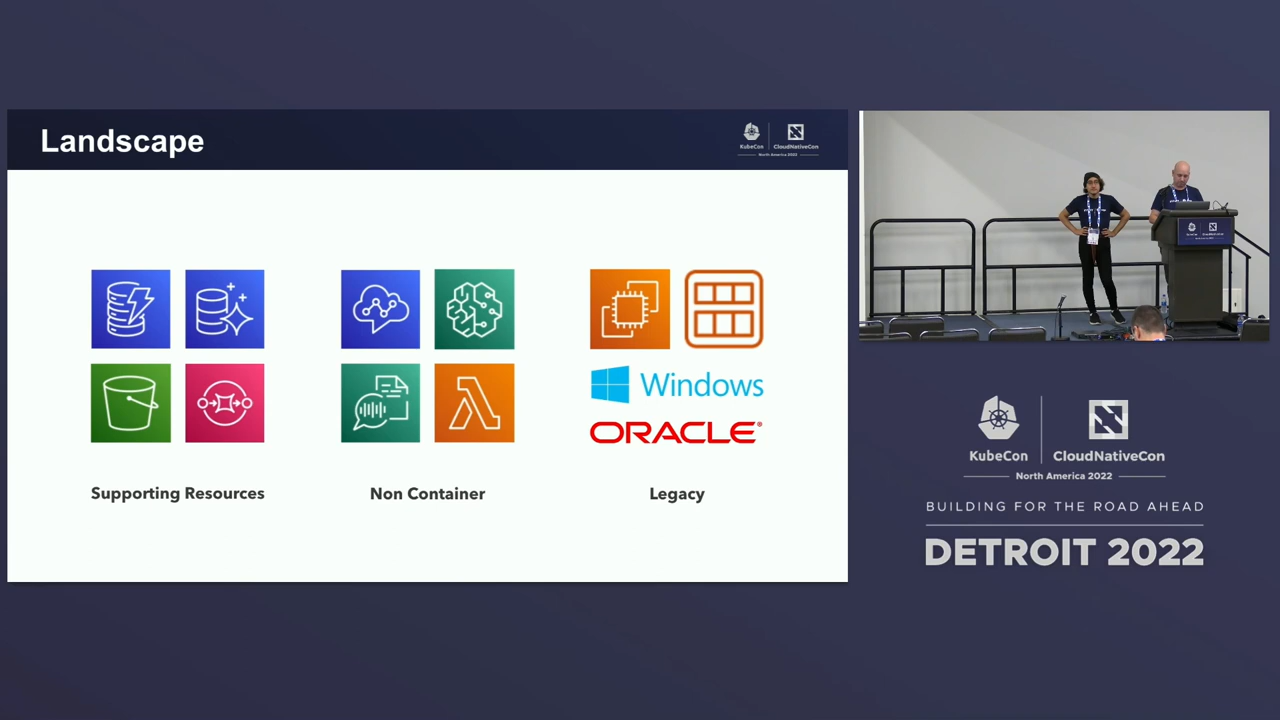 Landscape
KubeCon
CloudNativeCon
North America 2022
Windows
ORACLE®
Supporting Resources
Non Container
Legacy
KubeCon
CloudNativeCon
North America 2022
BUILDING FOR THE ROAD AHEAD
DETROIT 2022